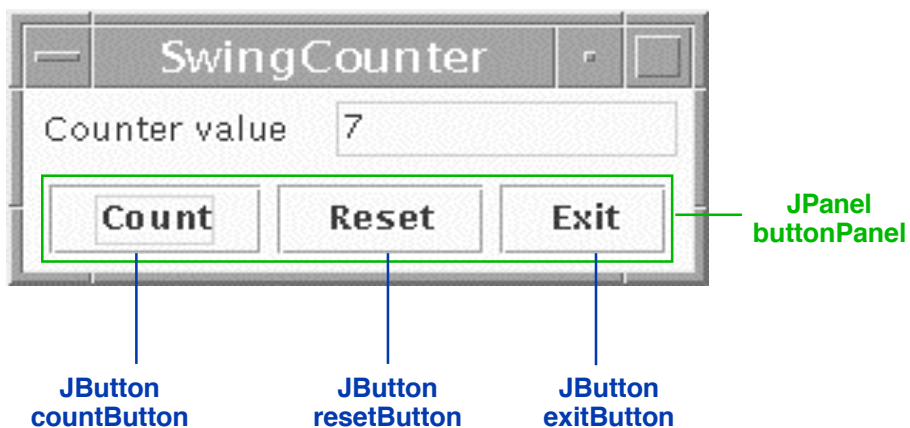 SwingCounter
Counter value 7
Count Reset Exit
JPanel
buttonPanel
JButton JButton JButton
countButton resetButton exitButton